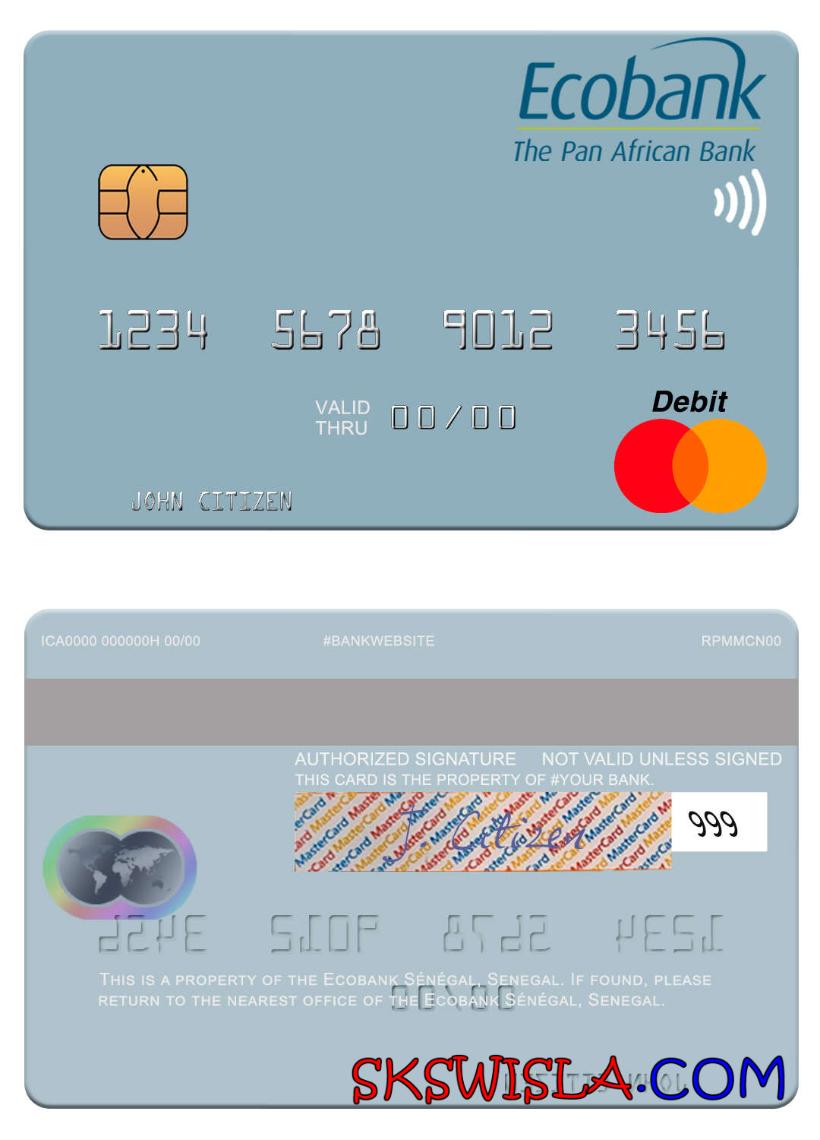 Ecobank
The Pan African Bank
1234 5678 9012 3456
VALID
THRU
00/00
Debit
JOHN CITIZEN
ICA0000 000000H 00/00 #BANKWEBSITE RPMMCN00
AUTHORIZED SIGNATURE NOT VALID UNLESS SIGNED
THIS CARD IS THE PROPERTY OF #YOUR BANK.
MasterCard
J. Citizen
999
THIS IS A PROPERTY OF THE ECOBANK SÉNÉGAL, SENEGAL. IF FOUND, PLEASE
RETURN TO THE NEAREST OFFICE OF THE ECOBANK SÉNÉGAL, SENEGAL.
SKSWISLA.COM